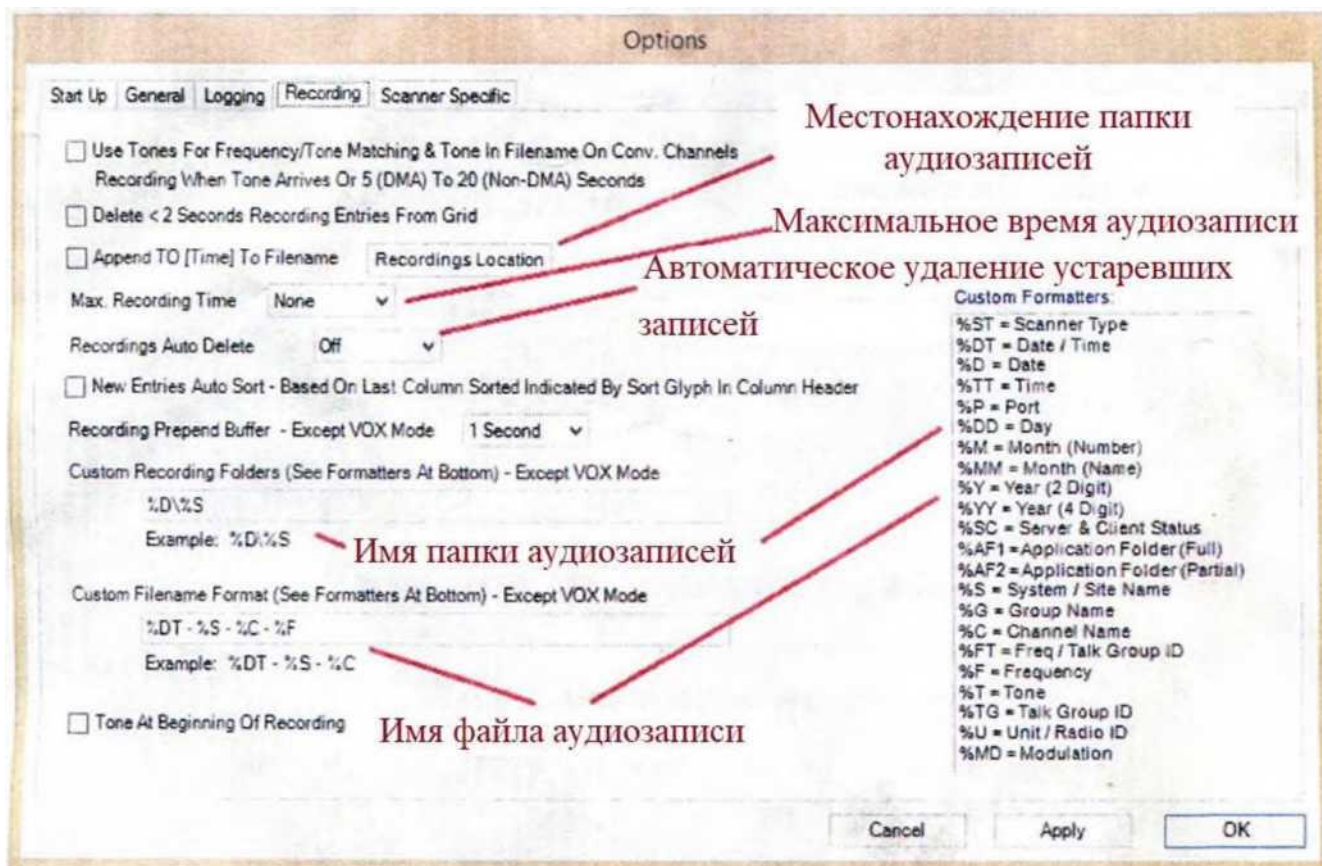 Options
Start Up General Logging Recording Scanner Specific
Местонахождение папки
аудиозаписей
Use Tones For Frequency/Tone Matching & Tone In Filename On Conv. Channels
Recording When Tone Arrives Or 5 (DMA) To 20 (Non-DMA) Seconds
Delete < 2 Seconds Recording Entries From Grid
Максимальное время аудиозаписи
Append TO [Time] To Filename Recordings Location
Автоматическое удаление устаревших
записей
Max. Recording Time None
Recordings Auto Delete Off
New Entries Auto Sort - Based On Last Column Sorted Indicated By Sort Glyph In Column Header
Recording Prepend Buffer - Except VOX Mode 1 Second
Custom Recording Folders (See Formatters At Bottom) - Except VOX Mode
%D\%S
Example: %D\%S
Имя папки аудиозаписей
Custom Filename Format (See Formatters At Bottom) - Except VOX Mode
%DT - %S - %C - %F
Example: %DT - %S - %C
Имя файла аудиозаписи
Tone At Beginning Of Recording
Custom Formatters:
%ST = Scanner Type
%DT = Date / Time
%D = Date
%TT = Time
%P = Port
%DD = Day
%M = Month (Number)
%MM = Month (Name)
%Y = Year (2 Digit)
%YY = Year (4 Digit)
%SC = Server & Client Status
%AF1 = Application Folder (Full)
%AF2 = Application Folder (Partial)
%S = System / Site Name
%G = Group Name
%C = Channel Name
%FT = Freq / Talk Group ID
%F = Frequency
%T = Tone
%TG = Talk Group ID
%U = Unit / Radio ID
%MD = Modulation
Cancel Apply OK